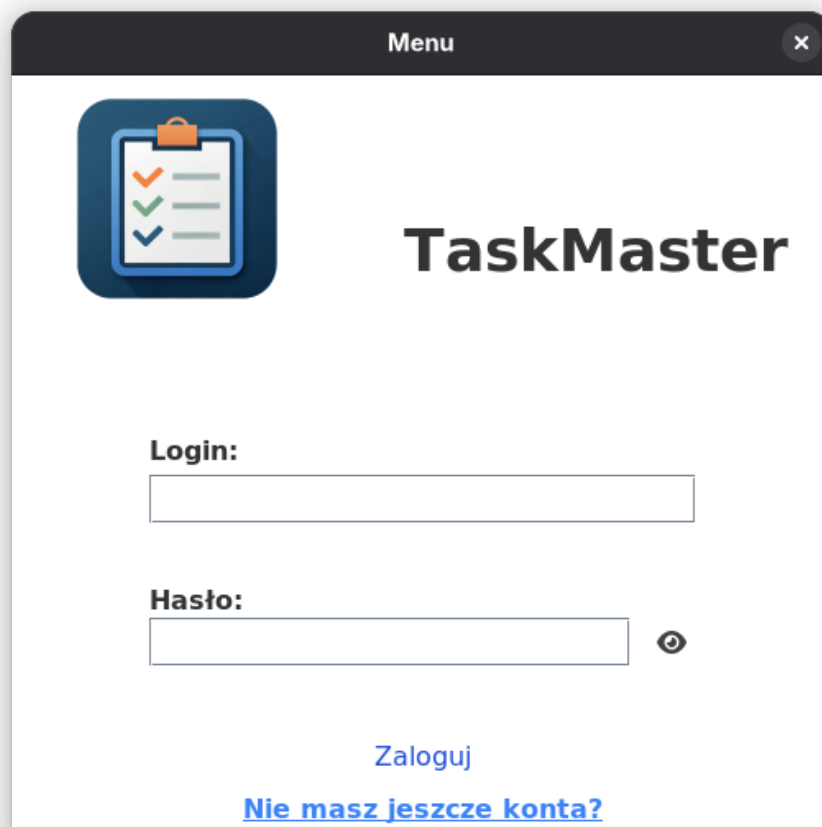 Menu
TaskMaster
Login:
Hasło:
Zaloguj
Nie masz jeszcze konta?